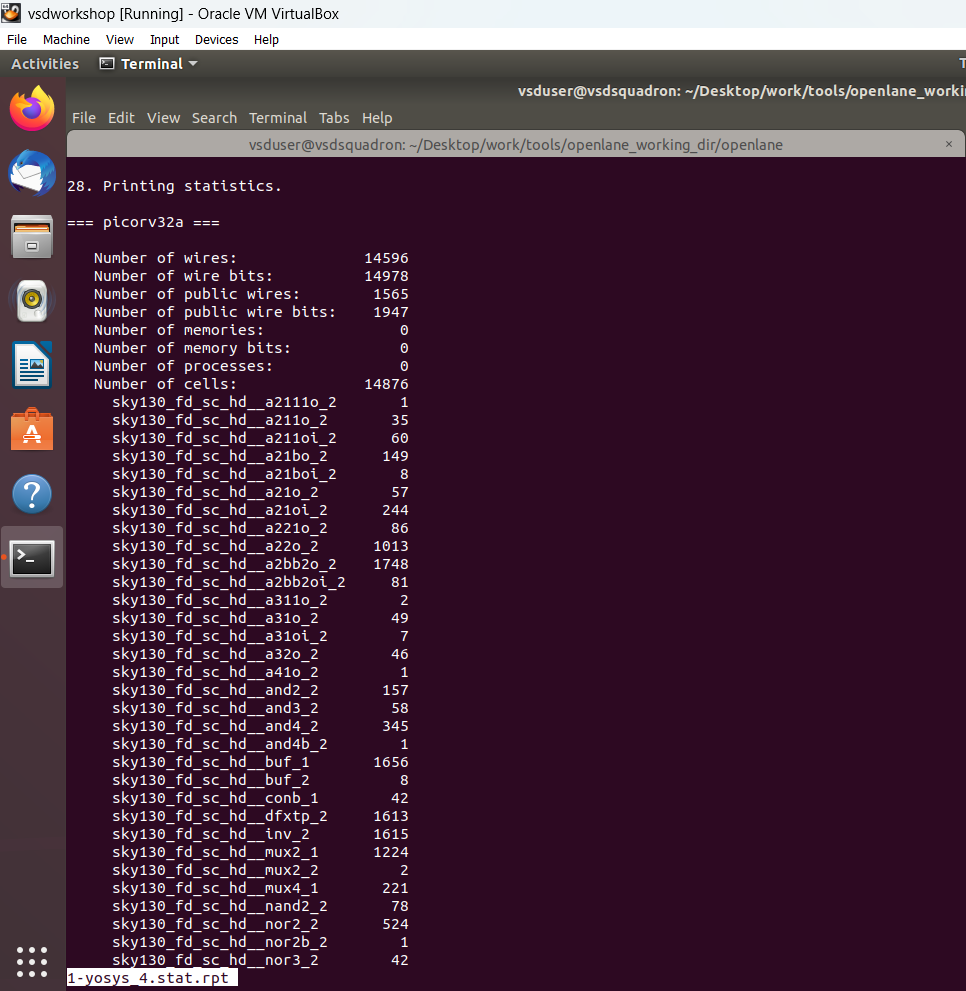 vsdworkshop [Running] - Oracle VM VirtualBox
File Machine View Input Devices Help
Activities Terminal
vsduser@vsdsquadron: ~/Desktop/work/tools/openlane_worki
File Edit View Search Terminal Tabs Help
vsduser@vsdsquadron: ~/Desktop/work/tools/openlane_working_dir/openlane ×
28. Printing statistics.
=== picorv32a ===
Number of wires: 14596
Number of wire bits: 14978
Number of public wires: 1565
Number of public wire bits: 1947
Number of memories: 0
Number of memory bits: 0
Number of processes: 0
Number of cells: 14876
sky130_fd_sc_hd__a2111o_2 1
sky130_fd_sc_hd__a211o_2 35
sky130_fd_sc_hd__a211oi_2 60
sky130_fd_sc_hd__a21bo_2 149
sky130_fd_sc_hd__a21boi_2 8
sky130_fd_sc_hd__a21o_2 57
sky130_fd_sc_hd__a21oi_2 244
sky130_fd_sc_hd__a221o_2 86
sky130_fd_sc_hd__a22o_2 1013
sky130_fd_sc_hd__a2bb2o_2 1748
sky130_fd_sc_hd__a2bb2oi_2 81
sky130_fd_sc_hd__a311o_2 2
sky130_fd_sc_hd__a31o_2 49
sky130_fd_sc_hd__a31oi_2 7
sky130_fd_sc_hd__a32o_2 46
sky130_fd_sc_hd__a41o_2 1
sky130_fd_sc_hd__and2_2 157
sky130_fd_sc_hd__and3_2 58
sky130_fd_sc_hd__and4_2 345
sky130_fd_sc_hd__and4b_2 1
sky130_fd_sc_hd__buf_1 1656
sky130_fd_sc_hd__buf_2 8
sky130_fd_sc_hd__conb_1 42
sky130_fd_sc_hd__dfxtp_2 1613
sky130_fd_sc_hd__inv_2 1615
sky130_fd_sc_hd__mux2_1 1224
sky130_fd_sc_hd__mux2_2 2
sky130_fd_sc_hd__mux4_1 221
sky130_fd_sc_hd__nand2_2 78
sky130_fd_sc_hd__nor2_2 524
sky130_fd_sc_hd__nor2b_2 1
sky130_fd_sc_hd__nor3_2 42
1-yosys_4.stat.rpt